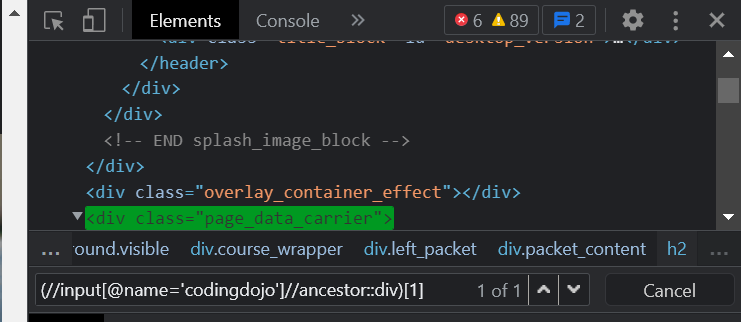 Elements
Console
6
89
2
</header>
</div>
</div>
<!-- END splash_image_block -->
</div>
<div class="overlay_container_effect"></div>
<div class="page_data_carrier">
... round.visible div.course_wrapper div.left_packet div.packet_content h2 ...
(//input[@name='codingdojo']//ancestor::div)[1]
1 of 1
Cancel